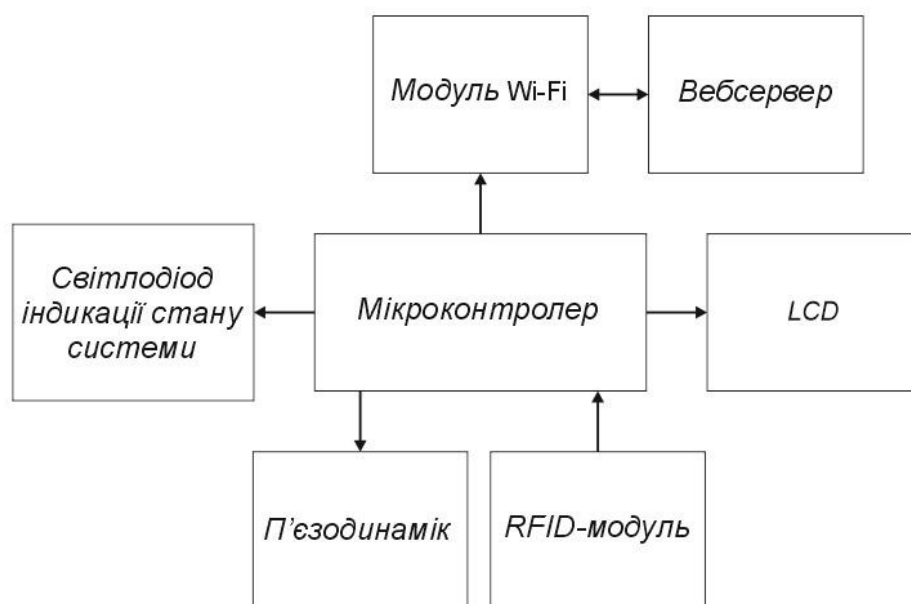 Модуль Wi-Fi
Вебсервер
Світлодіод
індикації стану
системи
Мікроконтролер
LCD
П’єзодинамік
RFID-модуль